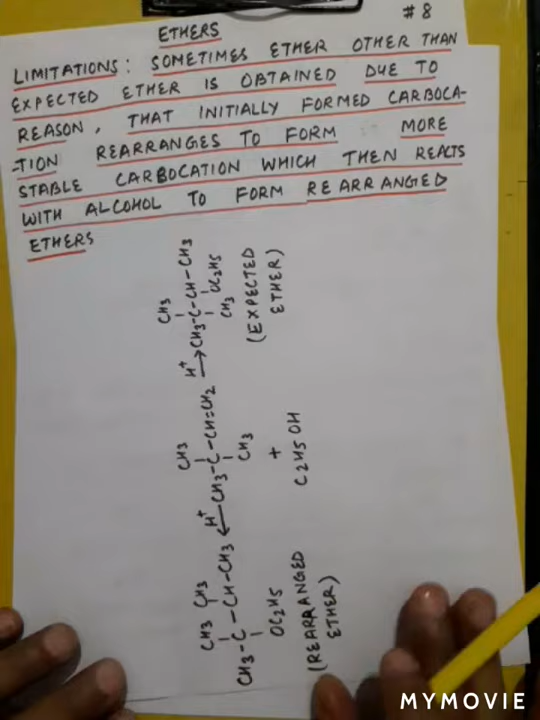 # 8
ETHERS
LIMITATIONS: SOMETIMES ETHER OTHER THAN
EXPECTED ETHER IS OBTAINED DUE TO
REASON, THAT INITIALLY FORMED CARBOCA-
-TION REARRANGES TO FORM MORE
STABLE CARBOCATION WHICH THEN REACTS
WITH ALCOHOL TO FORM REARRANGED
ETHERS
CH3 CH3
CH3-C-CH-CH3
OC2H5
(REARRANGED
ETHER)
H+
←
CH3
CH3-C-CH=CH2
CH3
+
C2H5OH
H+
→
CH3
CH3-C-CH-CH3
CH3 OC2H5
(EXPECTED
ETHER)
MYMOVIE